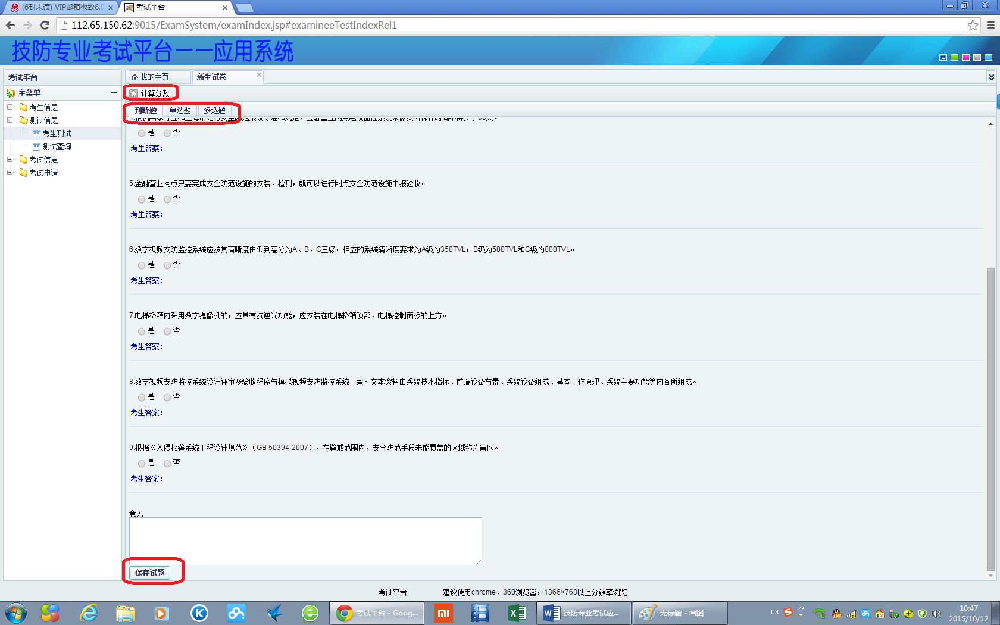 (6封未读) VIP邮箱极致6.0
考试平台
112.65.150.62:9015/ExamSystem/examIndex.jsp#examineeTestIndexRel1
技防专业考试平台——应用系统
考试平台
我的主页
新生试卷
主菜单
计算分数
考生信息
判断题
单选题
多选题
测试信息
考生测试
是
否
测试查询
考生答案:
考试信息
考试申请
5.金融营业网点只要完成安全防范设施的安装、检测，就可以进行网点安全防范设施申报验收。
是
否
考生答案:
6.数字视频安防监控系统应按其清晰度由低到高分为A、B、C三级，相应的系统清晰度要求为A级为350TVL，B级为500TVL和C级为800TVL。
是
否
考生答案:
7.电梯桥箱内采用数字摄像机的，应具有抗逆光功能，应安装在电梯轿箱顶部、电梯控制面板的上方。
是
否
考生答案:
8.数字视频安防监控系统设计评审及验收程序与模拟视频安防监控系统一致。文本资料由系统技术指标、前端设备布置、系统设备组成、基本工作原理、系统主要功能等内容所组成。
是
否
考生答案:
9.根据《入侵报警系统工程设计规范》（GB 50394-2007），在警戒范围内，安全防范手段未能覆盖的区域称为盲区。
是
否
考生答案:
意见
保存试题
考试平台
建议使用chrome、360浏览器，1366×768以上分辨率浏览
考试平台 - Goog...
技防专业考试应...
无标题 - 画图
CH
10:47
2015/10/12